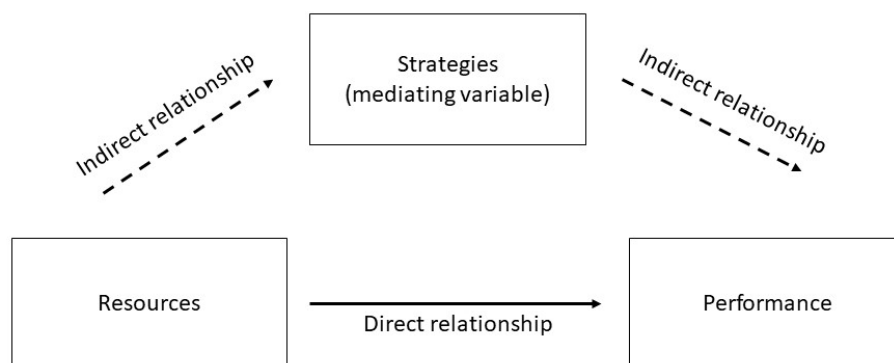 Strategies
(mediating variable)
Indirect relationship
Indirect relationship
Resources
Direct relationship
Performance